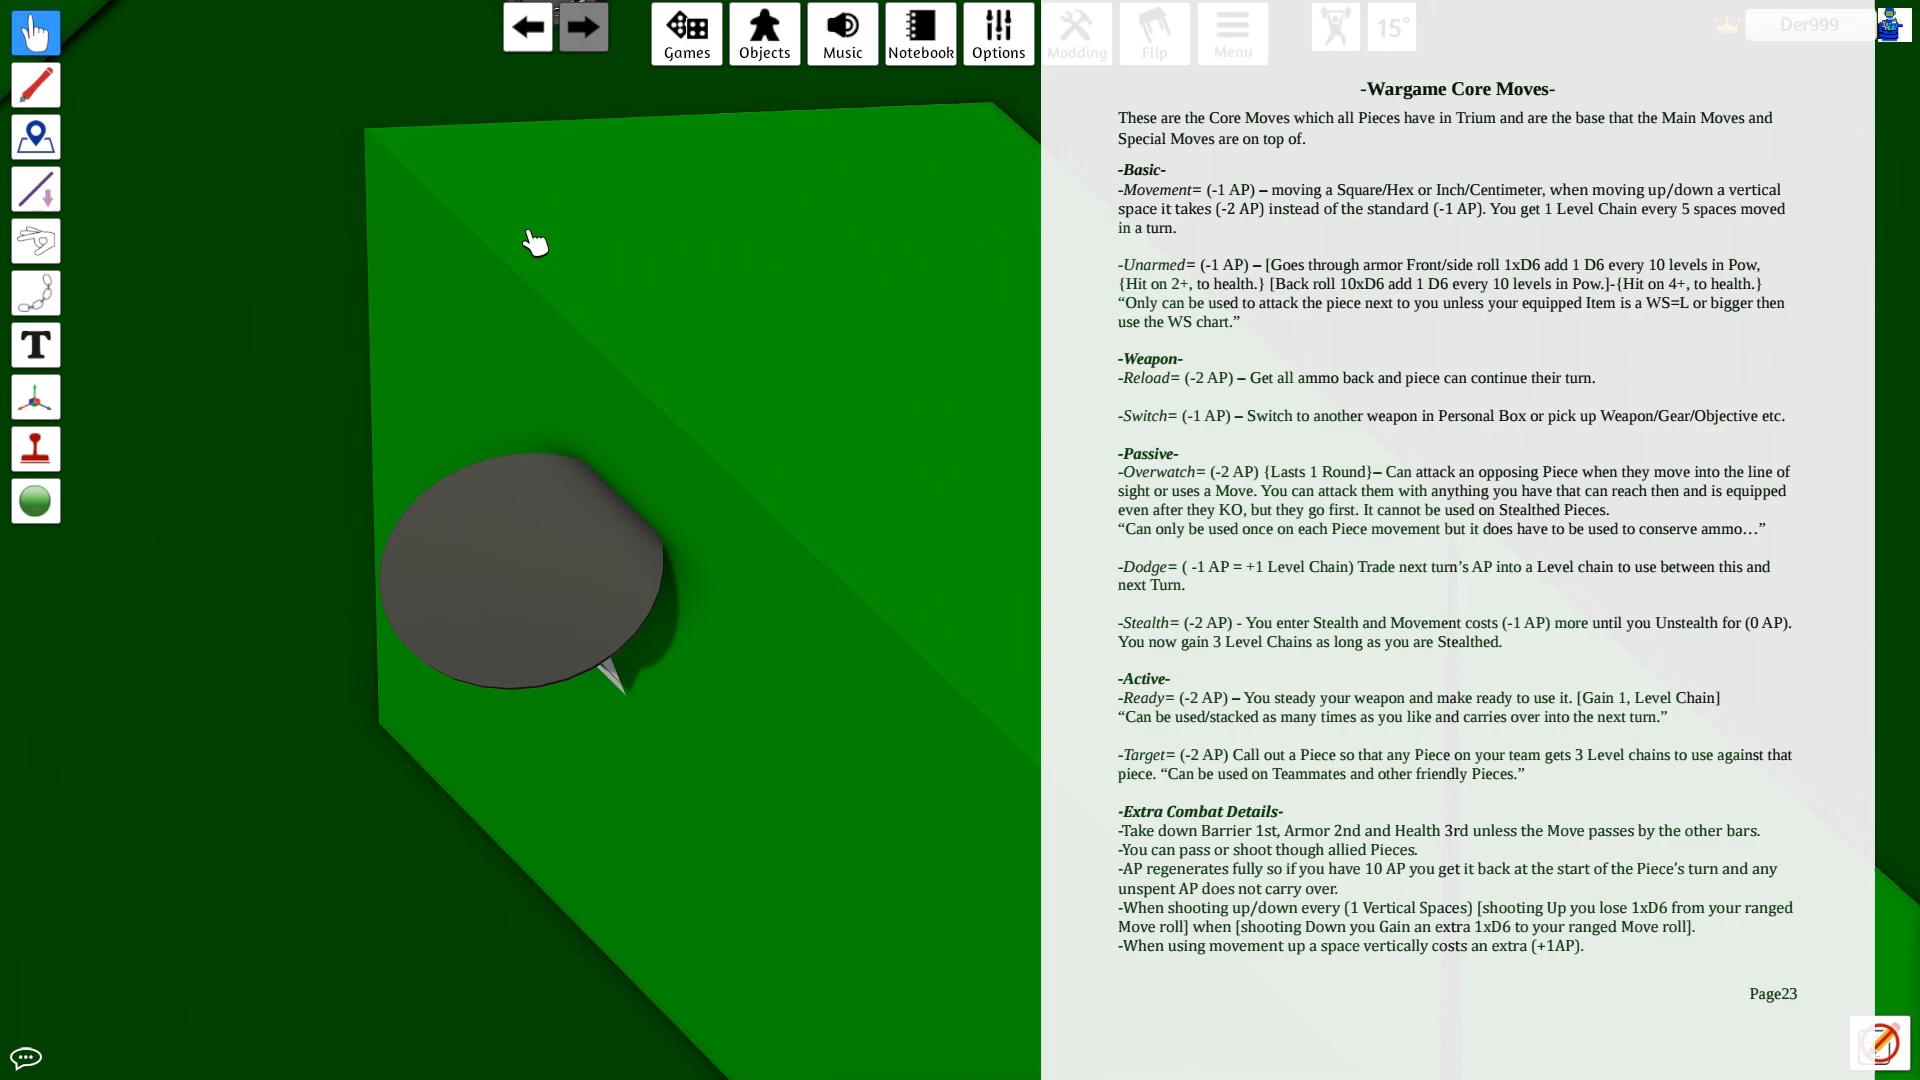 Games
Objects
Music
Notebook
Options
Modding
Flip
Menu
15°
Der999
T
-Wargame Core Moves-
These are the Core Moves which all Pieces have in Trium and are the base that the Main Moves and
Special Moves are on top of.
-Basic-
-Movement= (-1 AP) – moving a Square/Hex or Inch/Centimeter, when moving up/down a vertical
space it takes (-2 AP) instead of the standard (-1 AP). You get 1 Level Chain every 5 spaces moved
in a turn.
-Unarmed= (-1 AP) – [Goes through armor Front/side roll 1xD6 add 1 D6 every 10 levels in Pow,
{Hit on 2+, to health.} [Back roll 10xD6 add 1 D6 every 10 levels in Pow.]-{Hit on 4+, to health.}
“Only can be used to attack the piece next to you unless your equipped Item is a WS=L or bigger then
use the WS chart.”
-Weapon-
-Reload= (-2 AP) – Get all ammo back and piece can continue their turn.
-Switch= (-1 AP) – Switch to another weapon in Personal Box or pick up Weapon/Gear/Objective etc.
-Passive-
-Overwatch= (-2 AP) {Lasts 1 Round}– Can attack an opposing Piece when they move into the line of
sight or uses a Move. You can attack them with anything you have that can reach then and is equipped
even after they KO, but they go first. It cannot be used on Stealthed Pieces.
“Can only be used once on each Piece movement but it does have to be used to conserve ammo…”
-Dodge= ( -1 AP = +1 Level Chain) Trade next turn’s AP into a Level chain to use between this and
next Turn.
-Stealth= (-2 AP) - You enter Stealth and Movement costs (-1 AP) more until you Unstealth for (0 AP).
You now gain 3 Level Chains as long as you are Stealthed.
-Active-
-Ready= (-2 AP) – You steady your weapon and make ready to use it. [Gain 1, Level Chain]
“Can be used/stacked as many times as you like and carries over into the next turn.”
-Target= (-2 AP) Call out a Piece so that any Piece on your team gets 3 Level chains to use against that
piece. “Can be used on Teammates and other friendly Pieces.”
-Extra Combat Details-
-Take down Barrier 1st, Armor 2nd and Health 3rd unless the Move passes by the other bars.
-You can pass or shoot though allied Pieces.
-AP regenerates fully so if you have 10 AP you get it back at the start of the Piece’s turn and any
unspent AP does not carry over.
-When shooting up/down every (1 Vertical Spaces) [shooting Up you lose 1xD6 from your ranged
Move roll] when [shooting Down you Gain an extra 1xD6 to your ranged Move roll].
-When using movement up a space vertically costs an extra (+1AP).
Page23